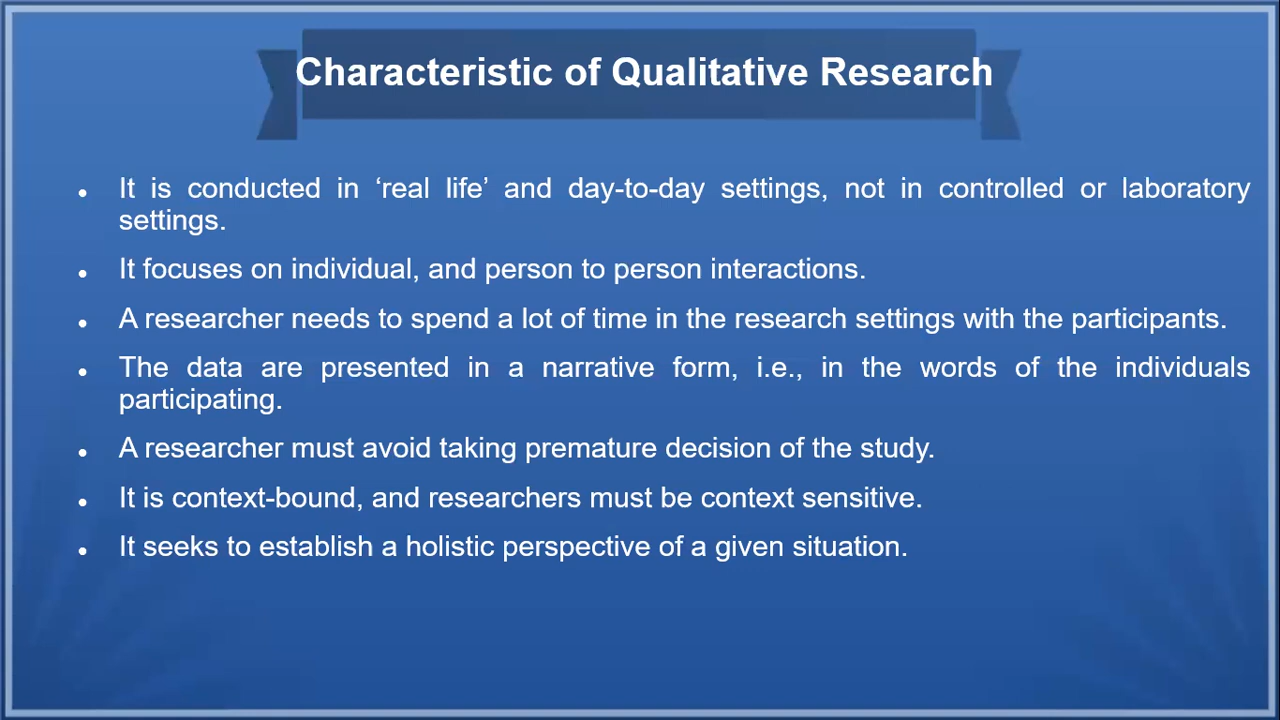 Characteristic of Qualitative Research
• It is conducted in ‘real life’ and day-to-day settings, not in controlled or laboratory
settings.
• It focuses on individual, and person to person interactions.
• A researcher needs to spend a lot of time in the research settings with the participants.
• The data are presented in a narrative form, i.e., in the words of the individuals
participating.
• A researcher must avoid taking premature decision of the study.
• It is context-bound, and researchers must be context sensitive.
• It seeks to establish a holistic perspective of a given situation.